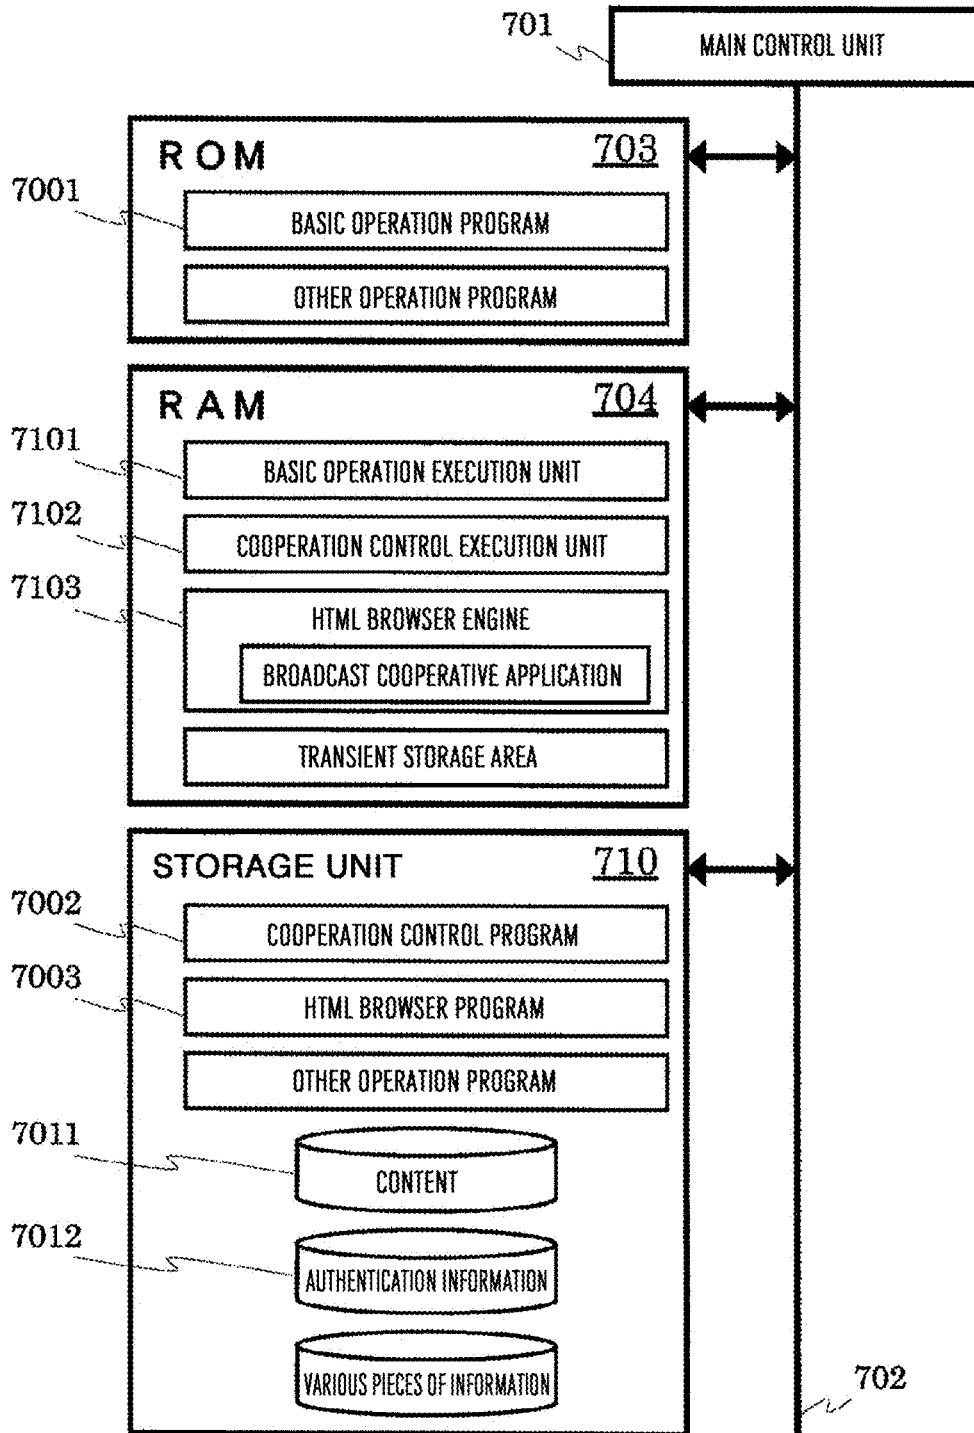 701
MAIN CONTROL UNIT
ROM
703
7001
BASIC OPERATION PROGRAM
OTHER OPERATION PROGRAM
RAM
704
7101
BASIC OPERATION EXECUTION UNIT
7102
COOPERATION CONTROL EXECUTION UNIT
7103
HTML BROWSER ENGINE
BROADCAST COOPERATIVE APPLICATION
TRANSIENT STORAGE AREA
STORAGE UNIT
710
7002
COOPERATION CONTROL PROGRAM
7003
HTML BROWSER PROGRAM
OTHER OPERATION PROGRAM
7011
CONTENT
7012
AUTHENTICATION INFORMATION
VARIOUS PIECES OF INFORMATION
702